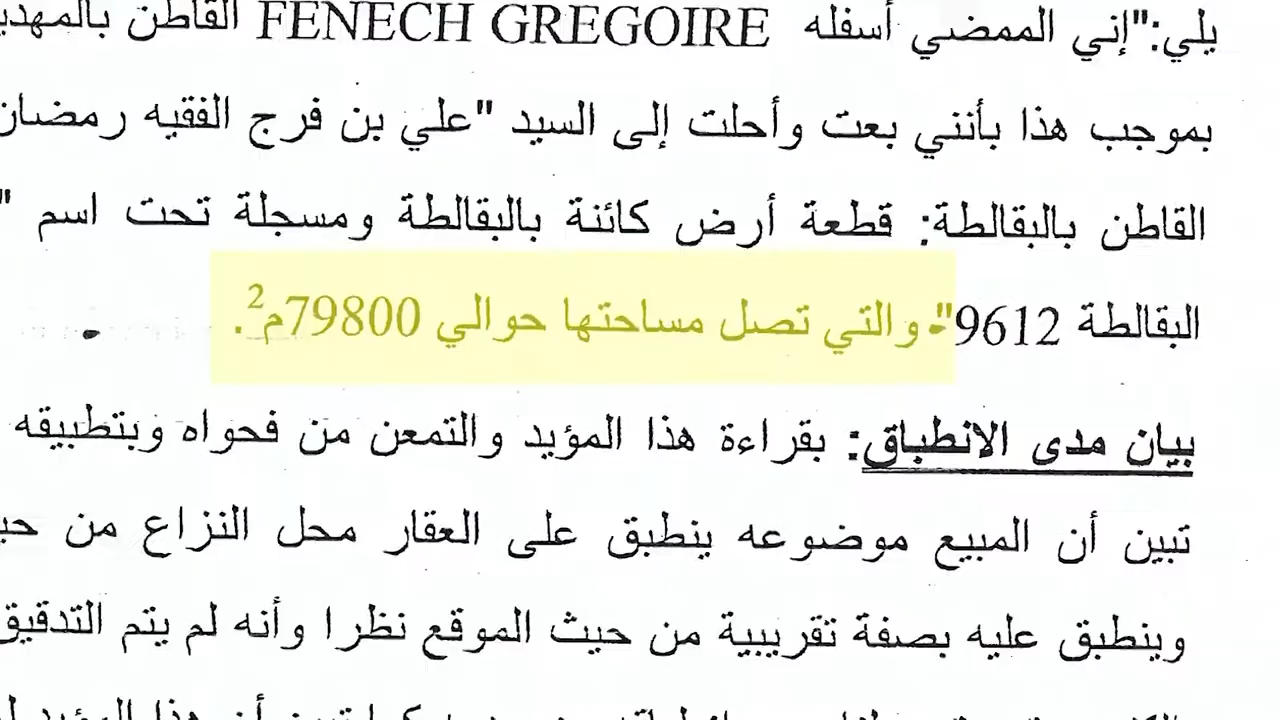 يلي:"إني الممضي أسفله FENECH GREGOIRE القاطن
بموجب هذا بأنني بعت وأحلت إلى السيد "علي بن فرج الفقيه رمضان
القاطن بالبقالطة: قطعة أرض كائنة بالبقالطة ومسجلة تحت اسم "
البقالطة 9612"- والتي تصل مساحتها حوالي 79800م².
بيان مدى الانطباق: بقراءة هذا المؤيد والتمعن من فحواه وبتطبيقه
تبين أن المبيع موضوعه ينطبق على العقار محل النزاع من
وينطبق عليه بصفة تقريبية من حيث الموقع نظرا وأنه لم يتم التدقيق